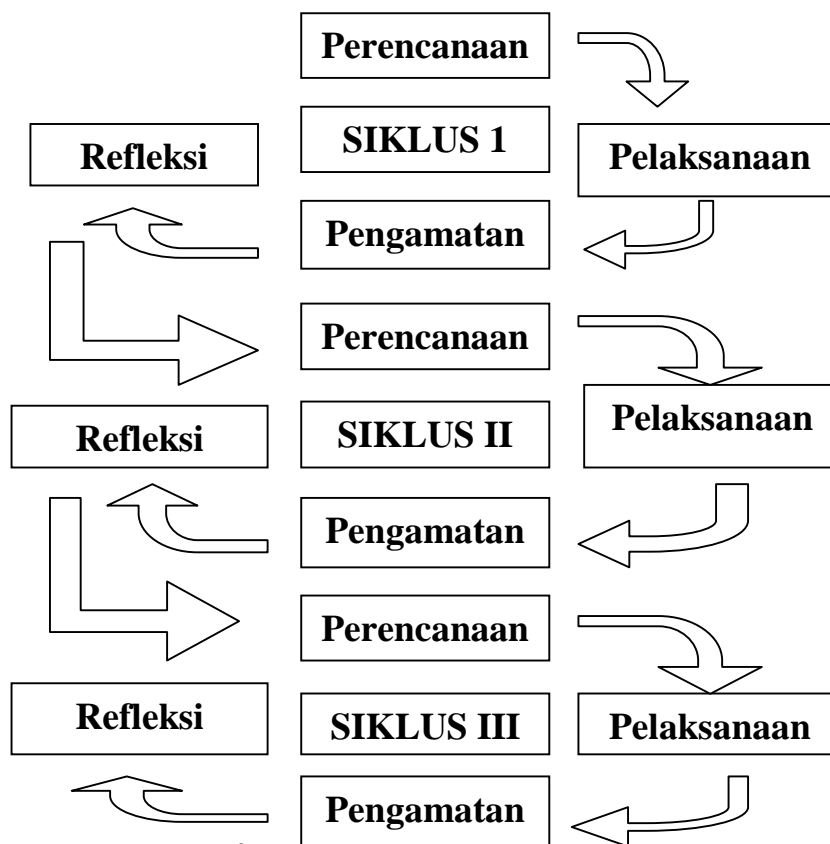 Perencanaan
SIKLUS 1
Refleksi
Pelaksanaan
Pengamatan
Perencanaan
Refleksi
SIKLUS II
Pelaksanaan
Pengamatan
Perencanaan
Refleksi
SIKLUS III
Pelaksanaan
Pengamatan